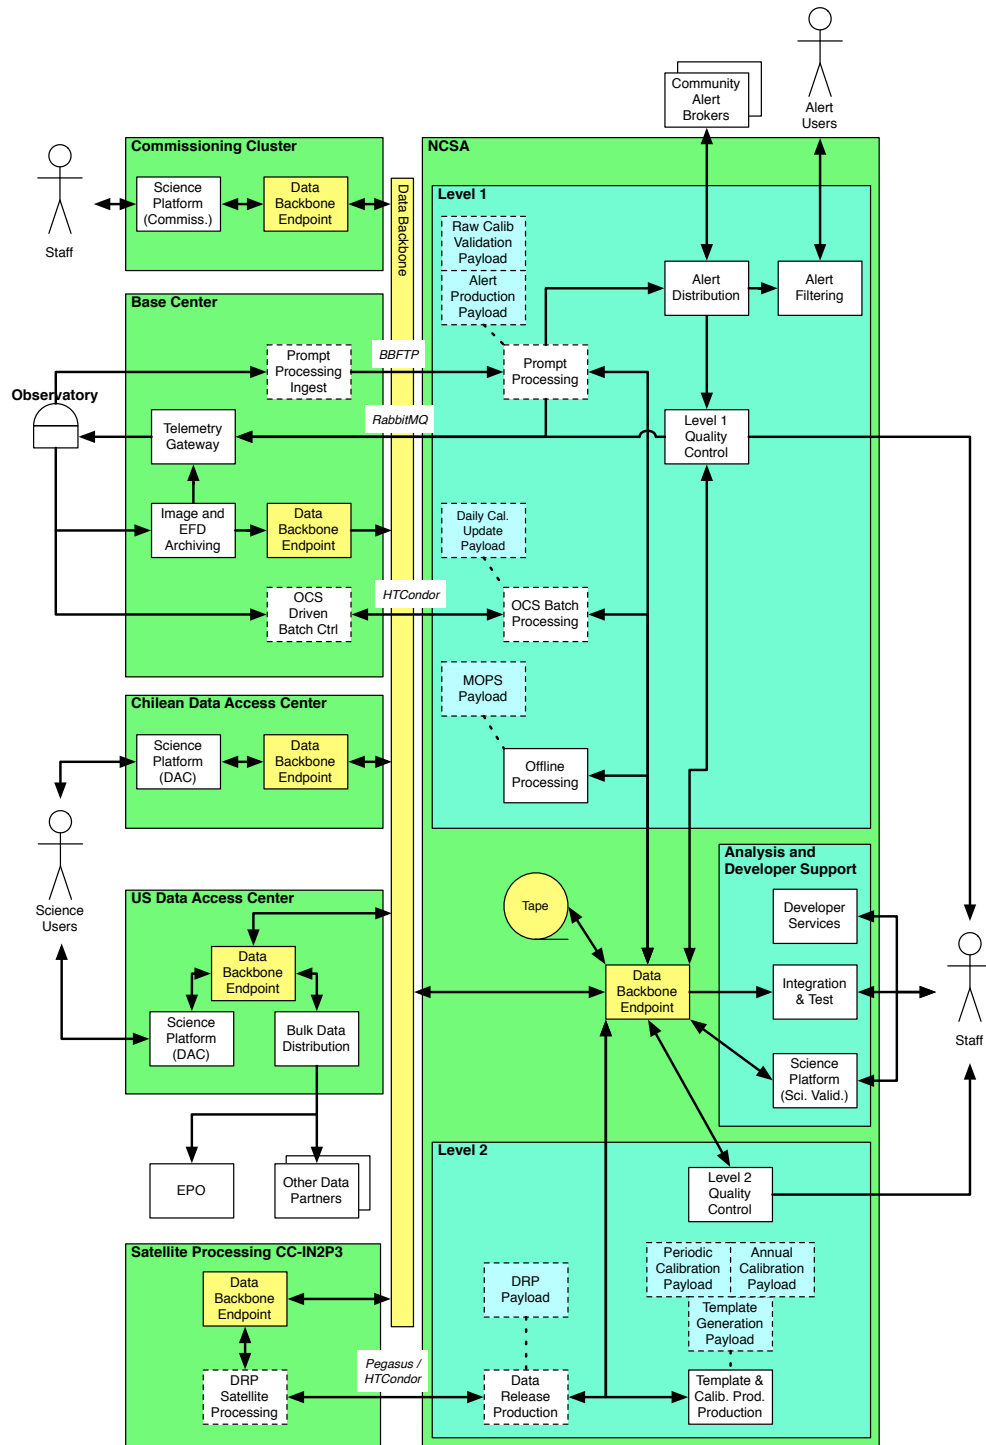 Community
Alert
Brokers
Alert
Users
Commissioning Cluster
Staff
Science
Platform
(Commiss.)
Data
Backbone
Endpoint
Data Backbone
NCSA
Level 1
Raw Calib
Validation
Payload
Alert
Production
Payload
Alert
Distribution
Alert
Filtering
Base Center
Observatory
Prompt
Processing
Ingest
BBFTP
Prompt
Processing
Telemetry
Gateway
RabbitMQ
Level 1
Quality
Control
Image and
EFD
Archiving
Data
Backbone
Endpoint
Daily Cal.
Update
Payload
OCS
Driven
Batch Ctrl
HTCondor
OCS Batch
Processing
MOPS
Payload
Offline
Processing
Chilean Data Access Center
Science
Platform
(DAC)
Data
Backbone
Endpoint
Science
Users
US Data Access Center
Data
Backbone
Endpoint
Science
Platform
(DAC)
Bulk Data
Distribution
EPO
Other Data
Partners
Tape
Data
Backbone
Endpoint
Analysis and
Developer Support
Developer
Services
Integration
& Test
Science
Platform
(Sci. Valid.)
Staff
Level 2
Level 2
Quality
Control
Satellite Processing CC-IN2P3
Data
Backbone
Endpoint
DRP
Satellite
Processing
Pegasus /
HTCondor
DRP
Payload
Data
Release
Production
Periodic
Calibration
Payload
Annual
Calibration
Payload
Template
Generation
Payload
Template &
Calib. Prod.
Production